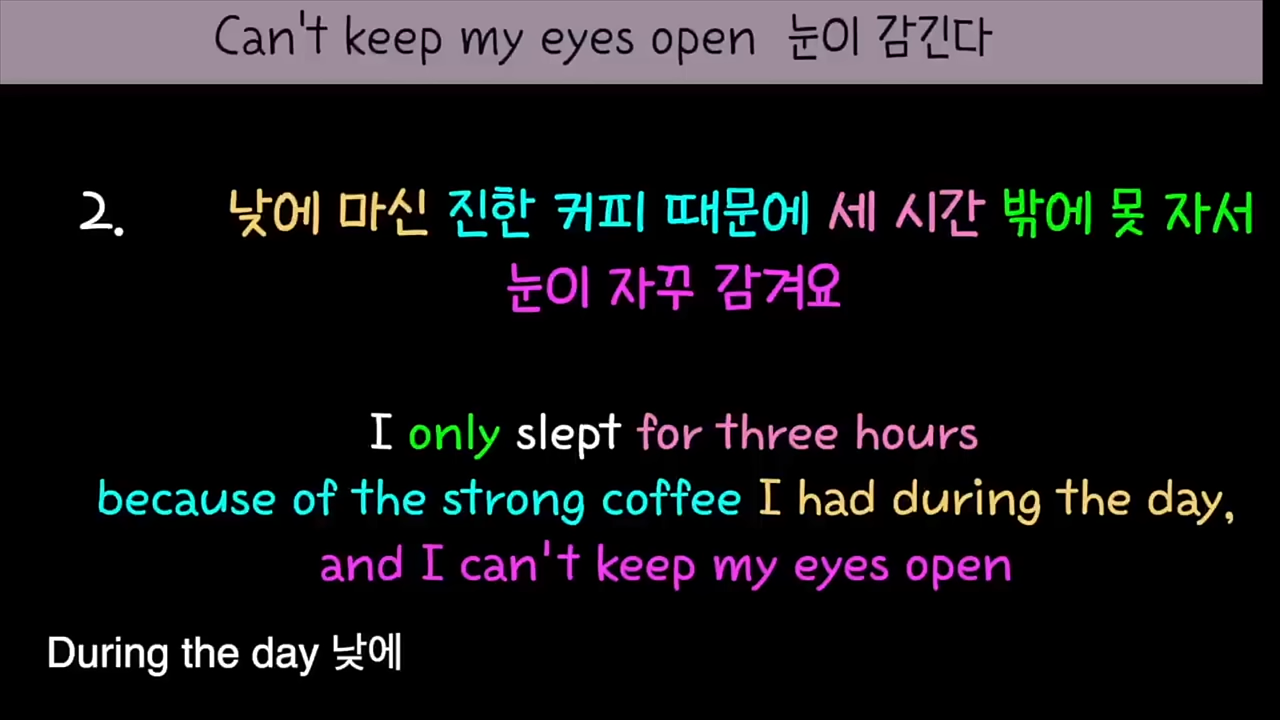 Can't keep my eyes open 눈이 감긴다
2. 낮에 마신 진한 커피 때문에 세 시간 밖에 못 자서
눈이 자꾸 감겨요
I only slept for three hours
because of the strong coffee I had during the day,
and I can't keep my eyes open
During the day 낮에